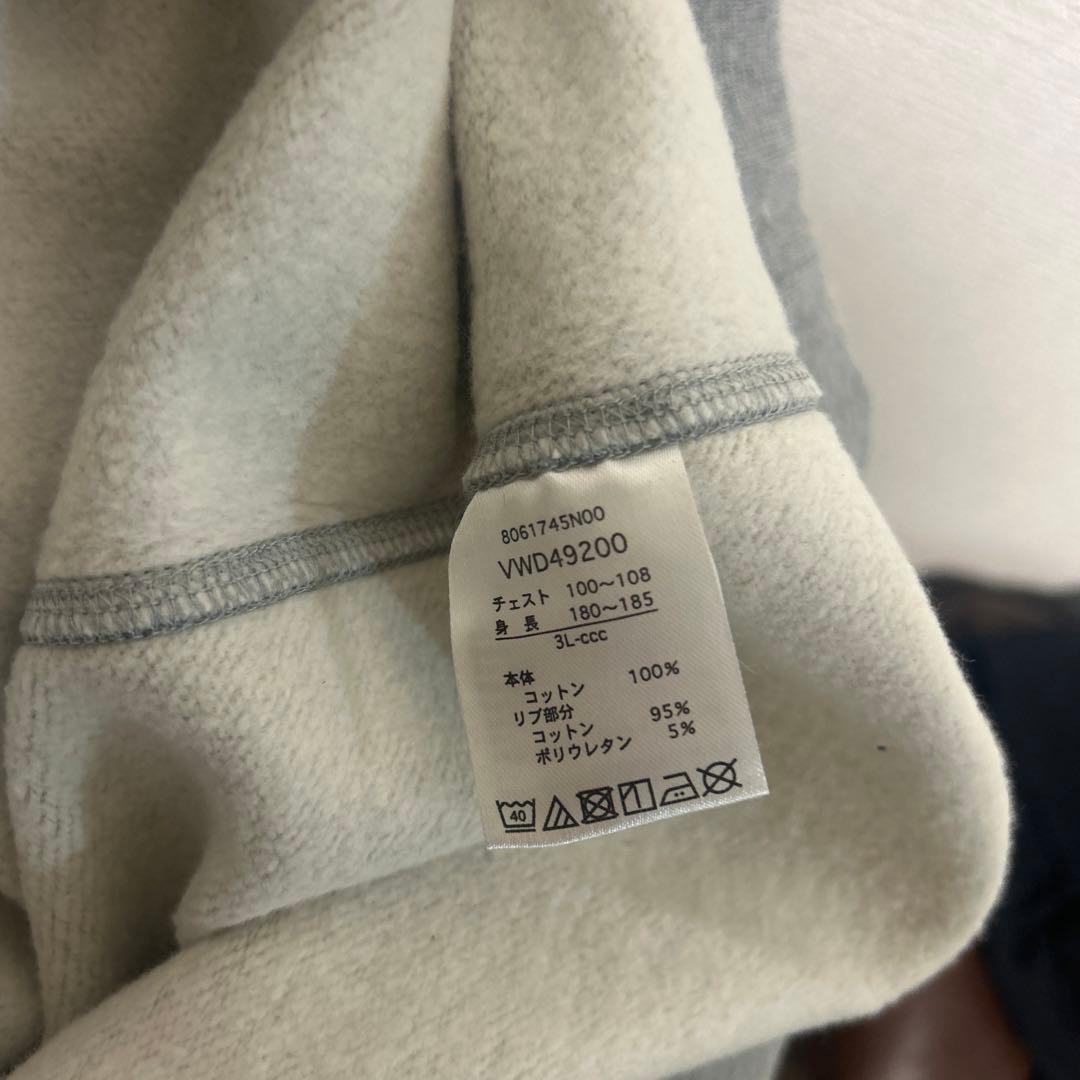 8061745N00
VWD49200
チェスト 100～108
身長 180～185
3L-ccc
本体
コットン 100%
リブ部分
コットン 95%
ポリウレタン 5%
40